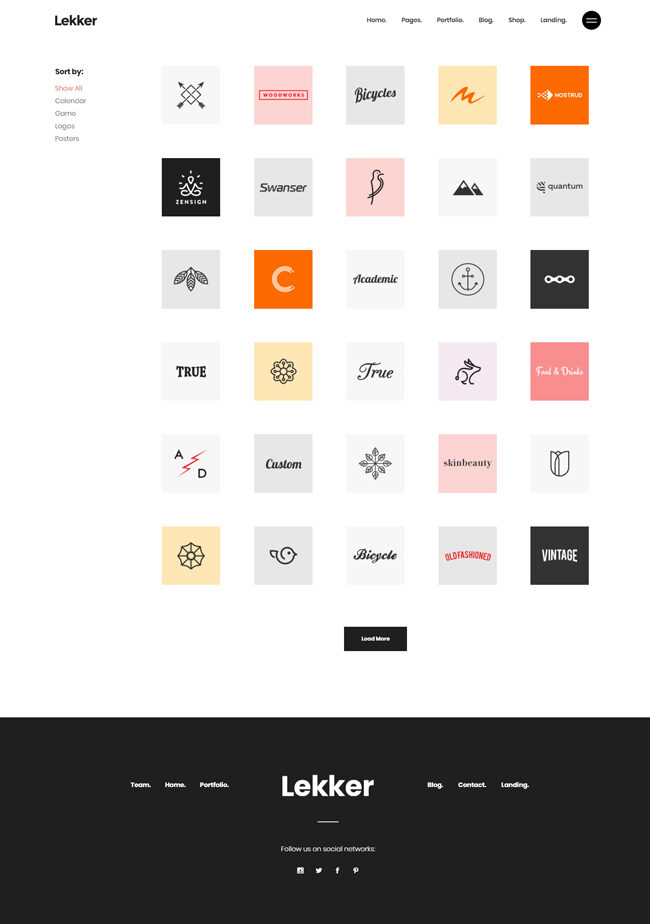 Lekker
Home. Pages. Portfolio. Blog. Shop. Landing.
Sort by:
Show All
Calendar
Game
Logos
Posters
WOODWORKS
Bicycles
NOSTRUD
ZENSIGN
Swanser
quantum
C
Academic
TRUE
True
Food & Drinks
A
D
Custom
skinbeauty
Bicycle
OLD FASHIONED
VINTAGE
Load More
Team. Home. Portfolio.
Lekker
Blog. Contact. Landing.
Follow us on social networks: